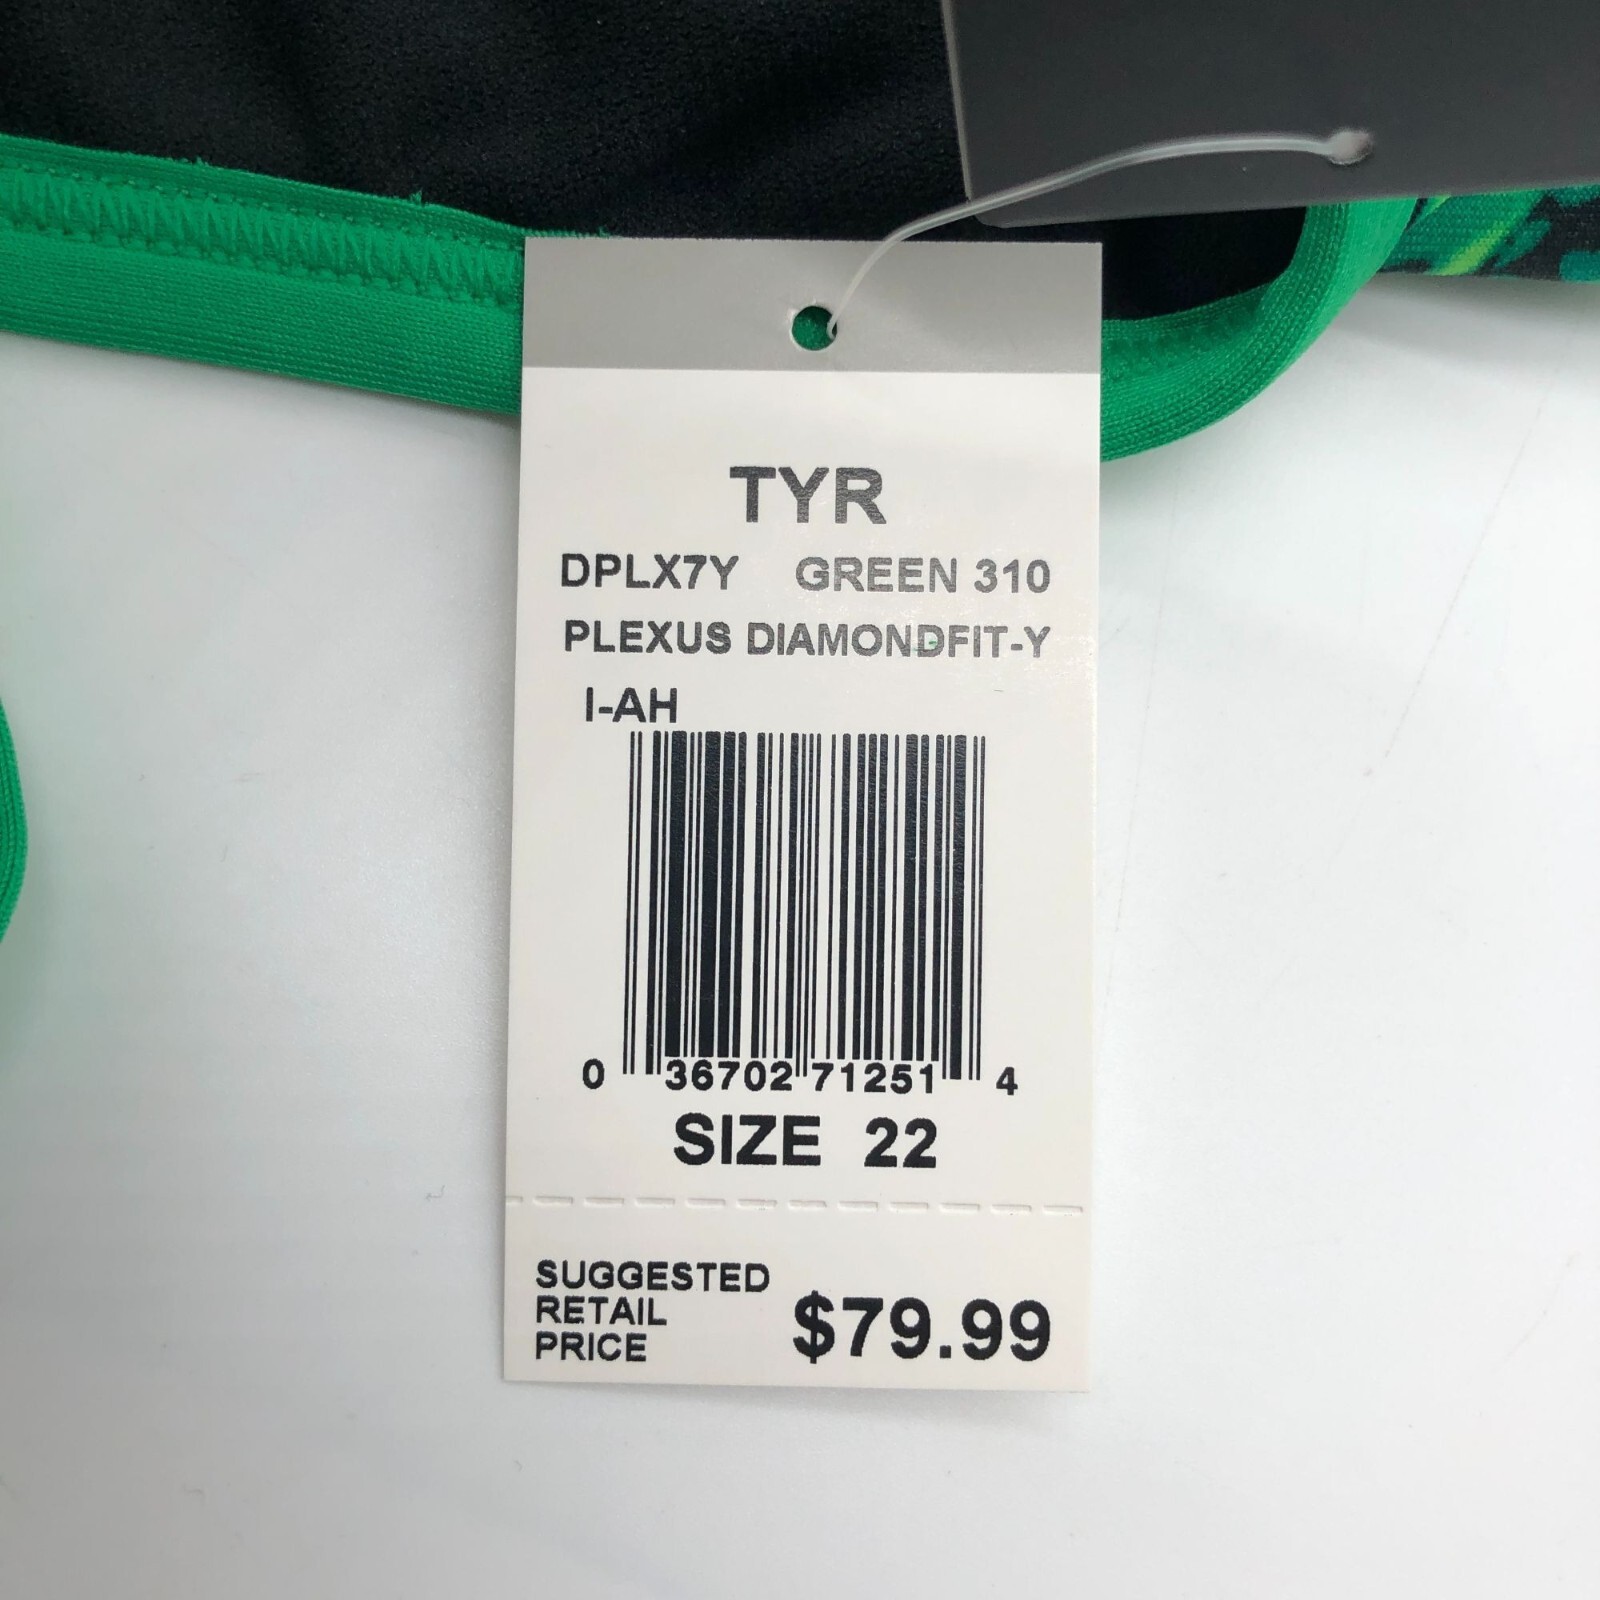 TYR
DPLX7Y GREEN 310
PLEXUS DIAMONDFIT-Y
I-AH
0 36702 71251 4
SIZE 22
SUGGESTED
RETAIL
PRICE
$79.99